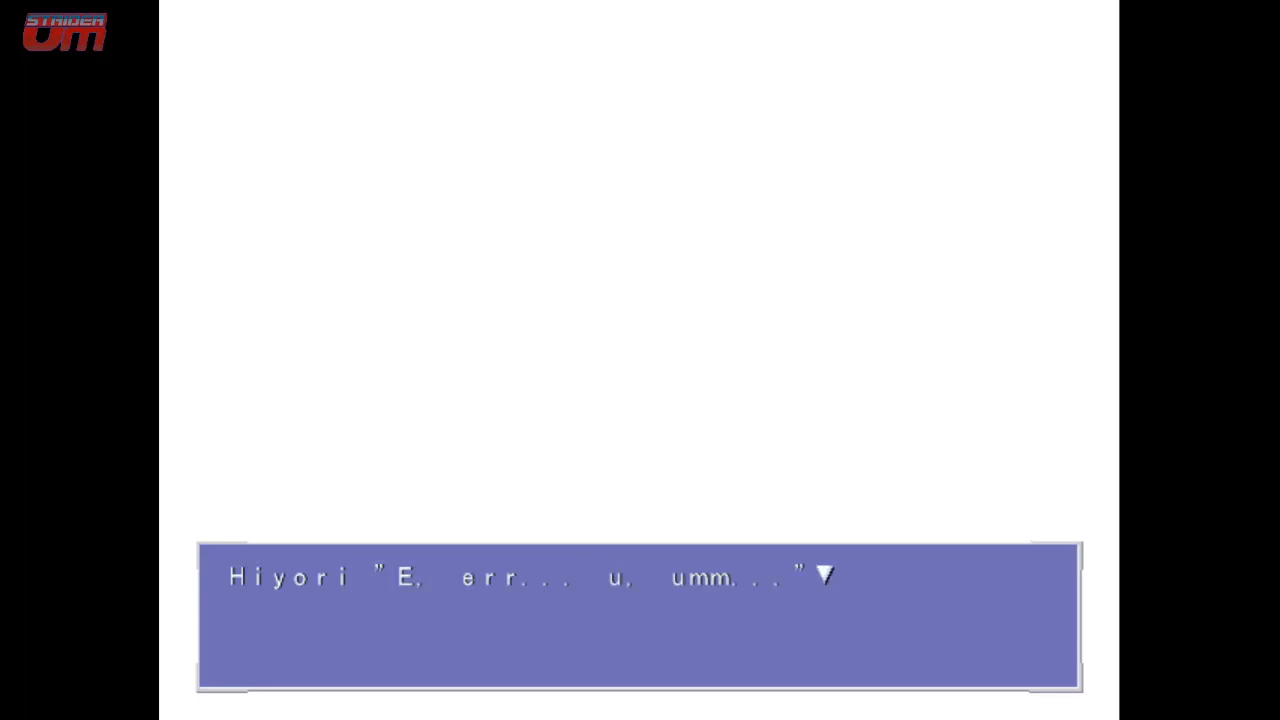 STRIDER
Um
Hiyori ”E, err... u, umm...”▼